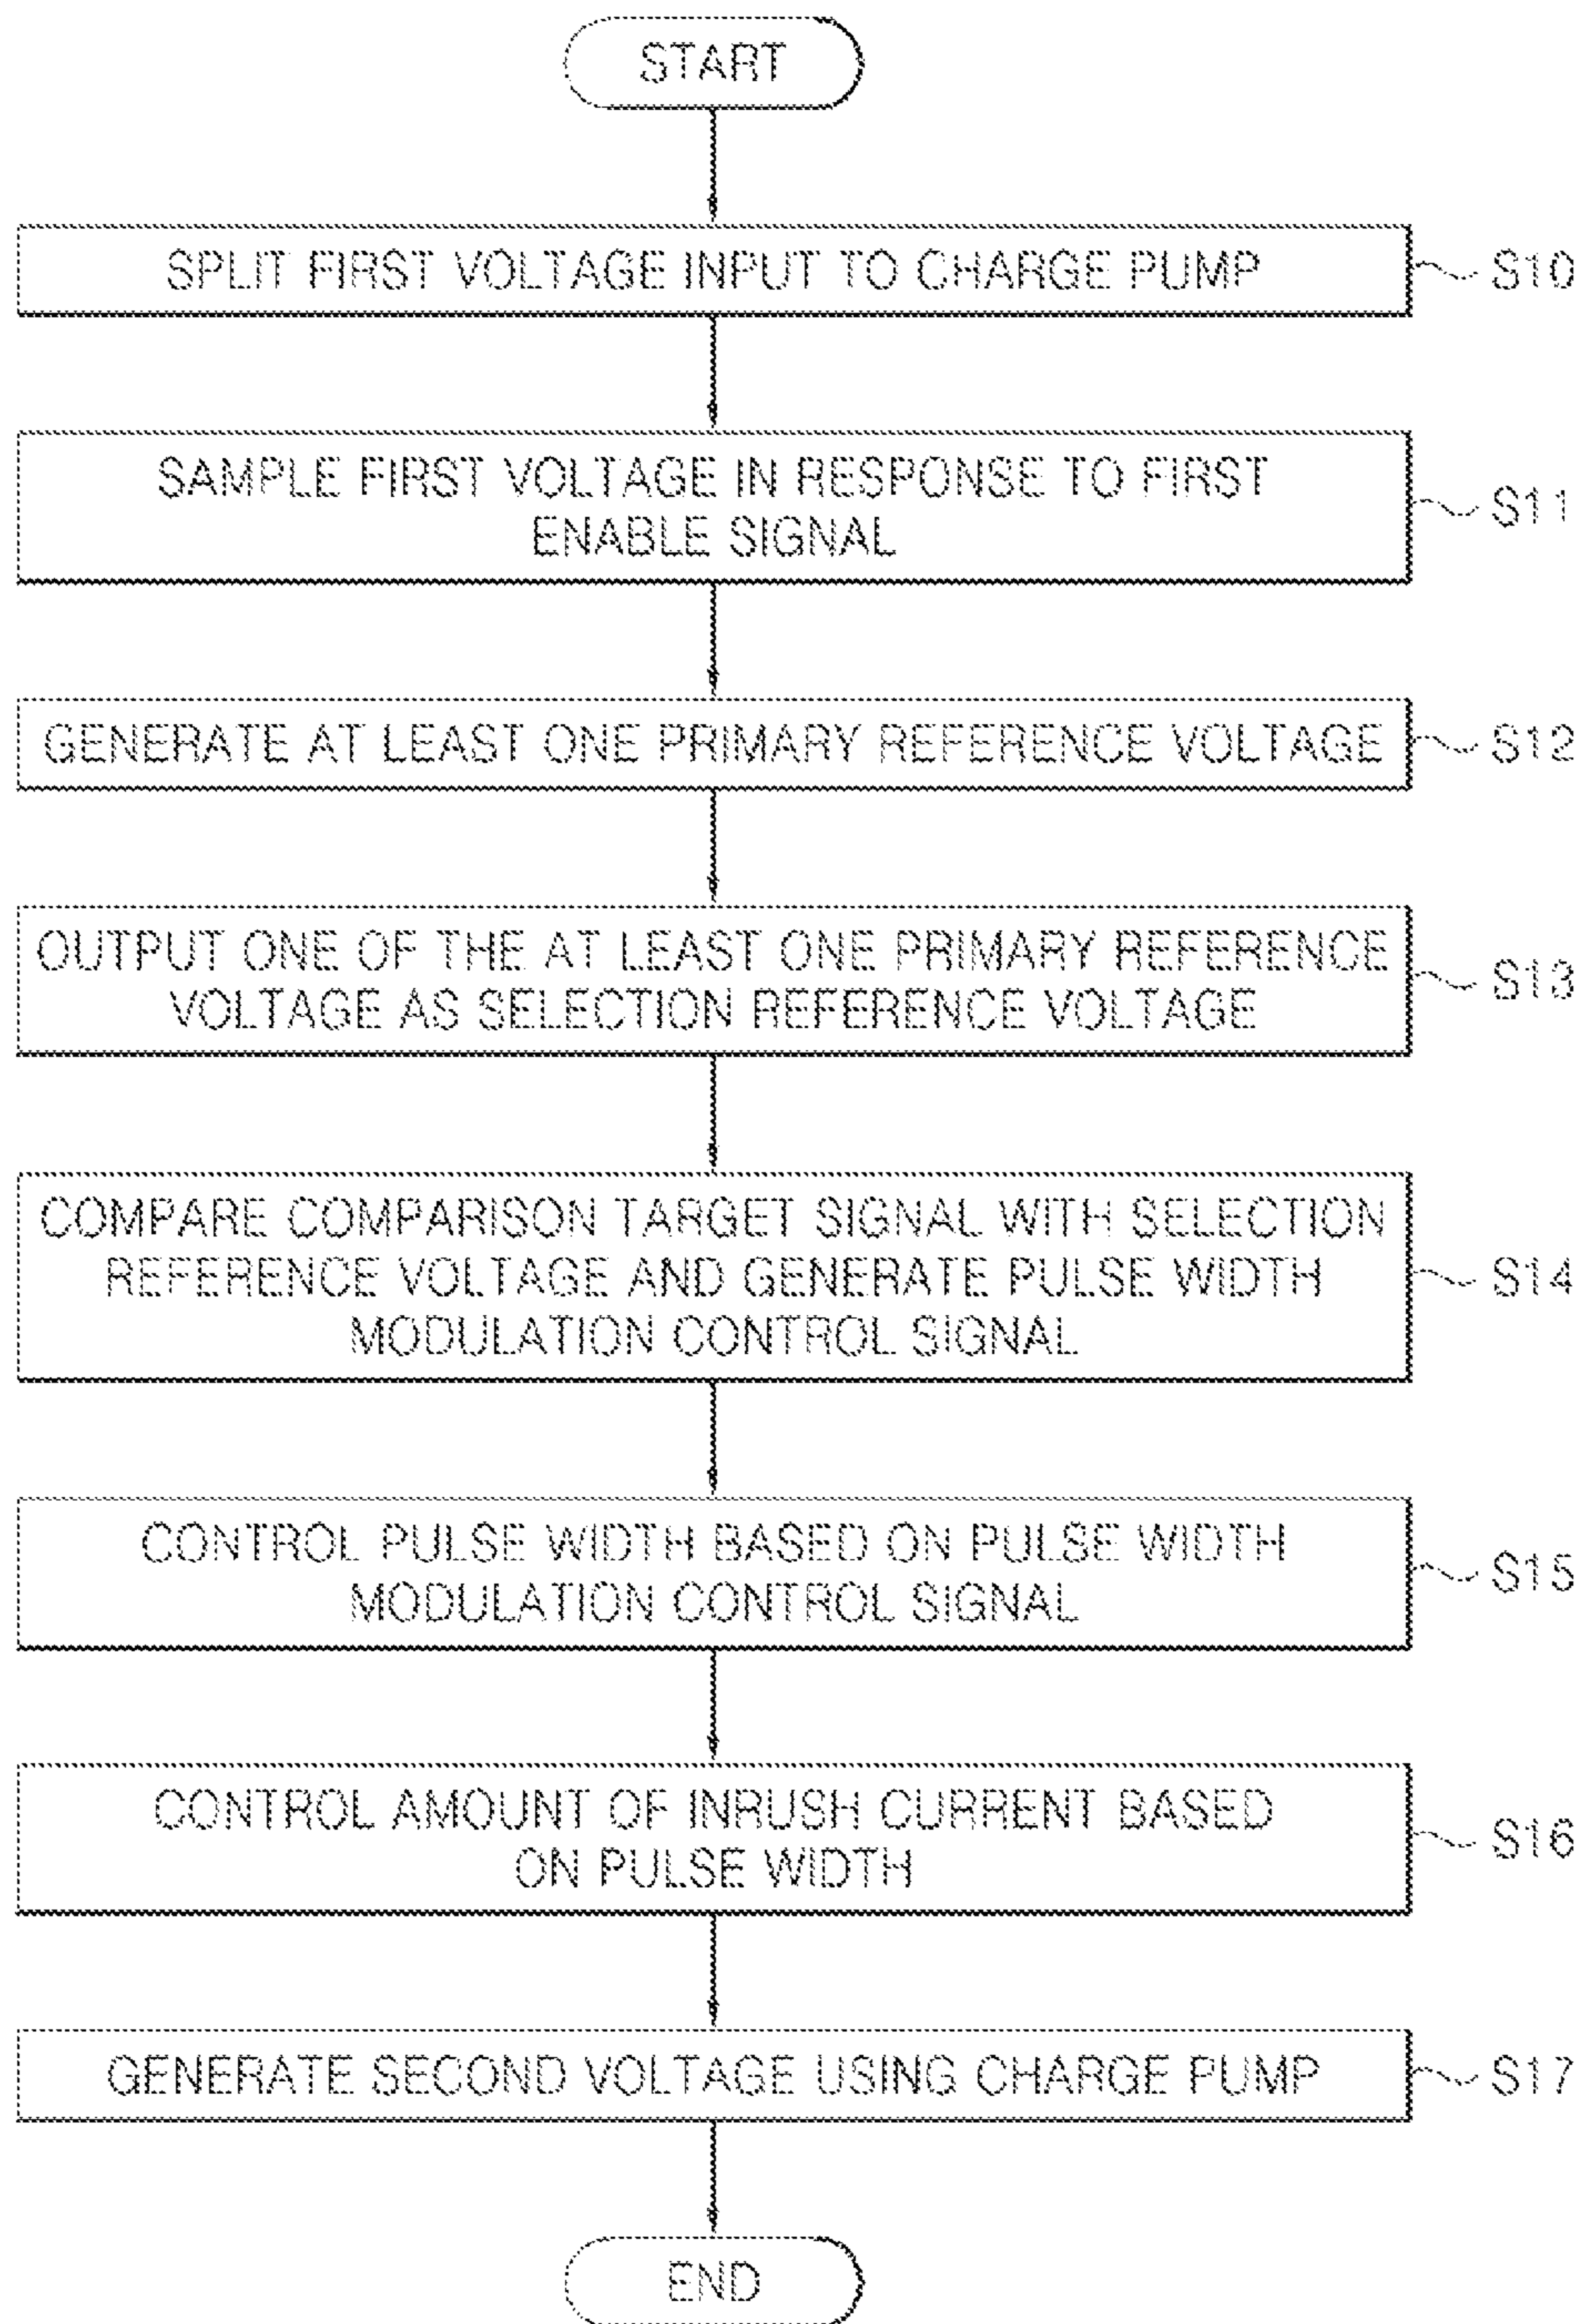 START
SPLIT FIRST VOLTAGE INPUT TO CHARGE PUMP
S10
SAMPLE FIRST VOLTAGE IN RESPONSE TO FIRST
ENABLE SIGNAL
S11
GENERATE AT LEAST ONE PRIMARY REFERENCE VOLTAGE
S12
OUTPUT ONE OF THE AT LEAST ONE PRIMARY REFERENCE
VOLTAGE AS SELECTION REFERENCE VOLTAGE
S13
COMPARE COMPARISON TARGET SIGNAL WITH SELECTION
REFERENCE VOLTAGE AND GENERATE PULSE WIDTH
MODULATION CONTROL SIGNAL
S14
CONTROL PULSE WIDTH BASED ON PULSE WIDTH
MODULATION CONTROL SIGNAL
S15
CONTROL AMOUNT OF INRUSH CURRENT BASED
ON PULSE WIDTH
S16
GENERATE SECOND VOLTAGE USING CHARGE PUMP
S17
END